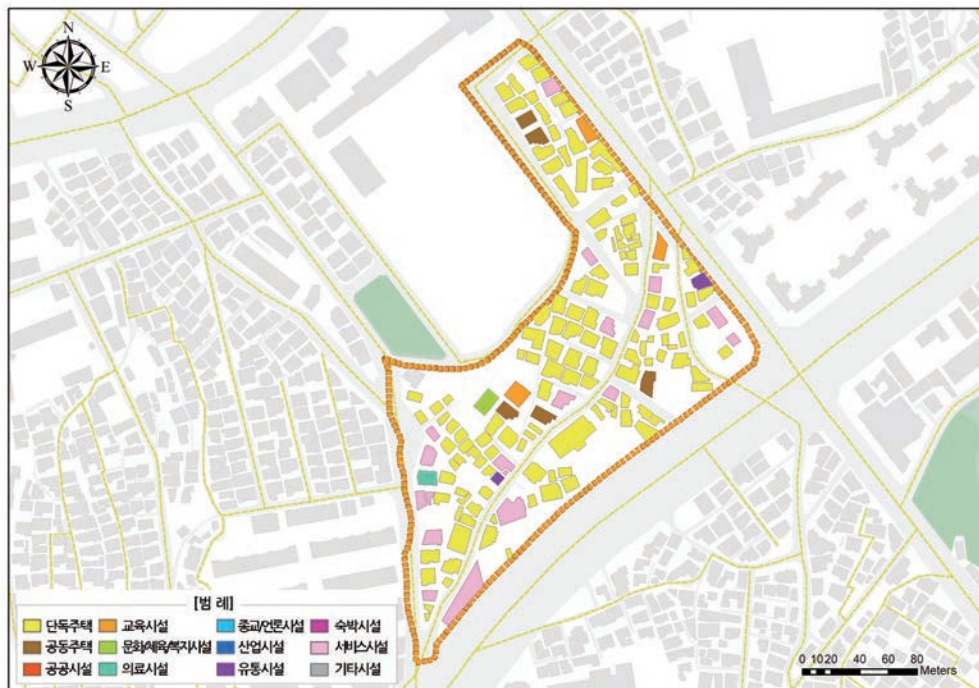 N
W E
S
[범 례]
단독주택 교육시설 종교/언론시설 숙박시설
공동주택 문화/체육/복지시설 산업시설 서비스시설
공공시설 의료시설 유통시설 기타시설
0 10 20 40 60 80
Meters